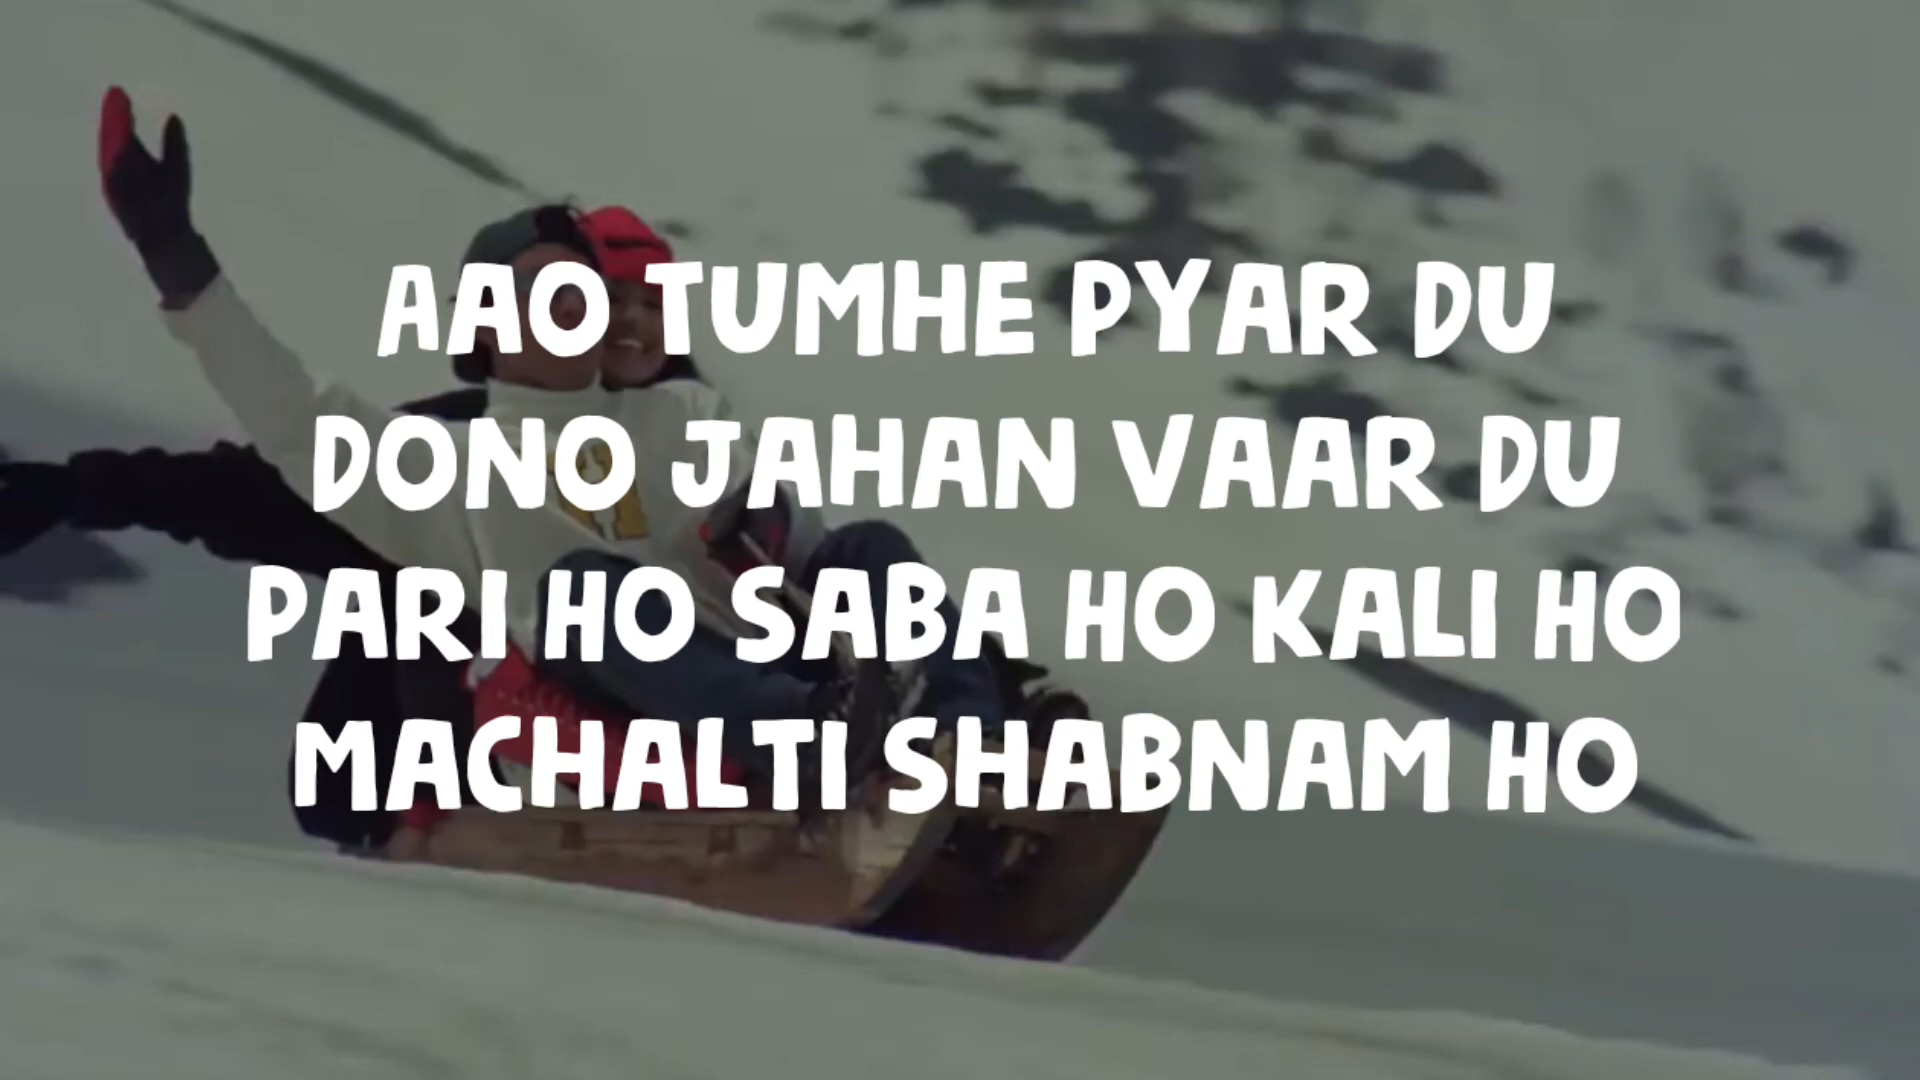 AAO TUMHE PYAR DU
DONO JAHAN VAAR DU
PARI HO SABA HO KALI HO
MACHALTI SHABNAM HO